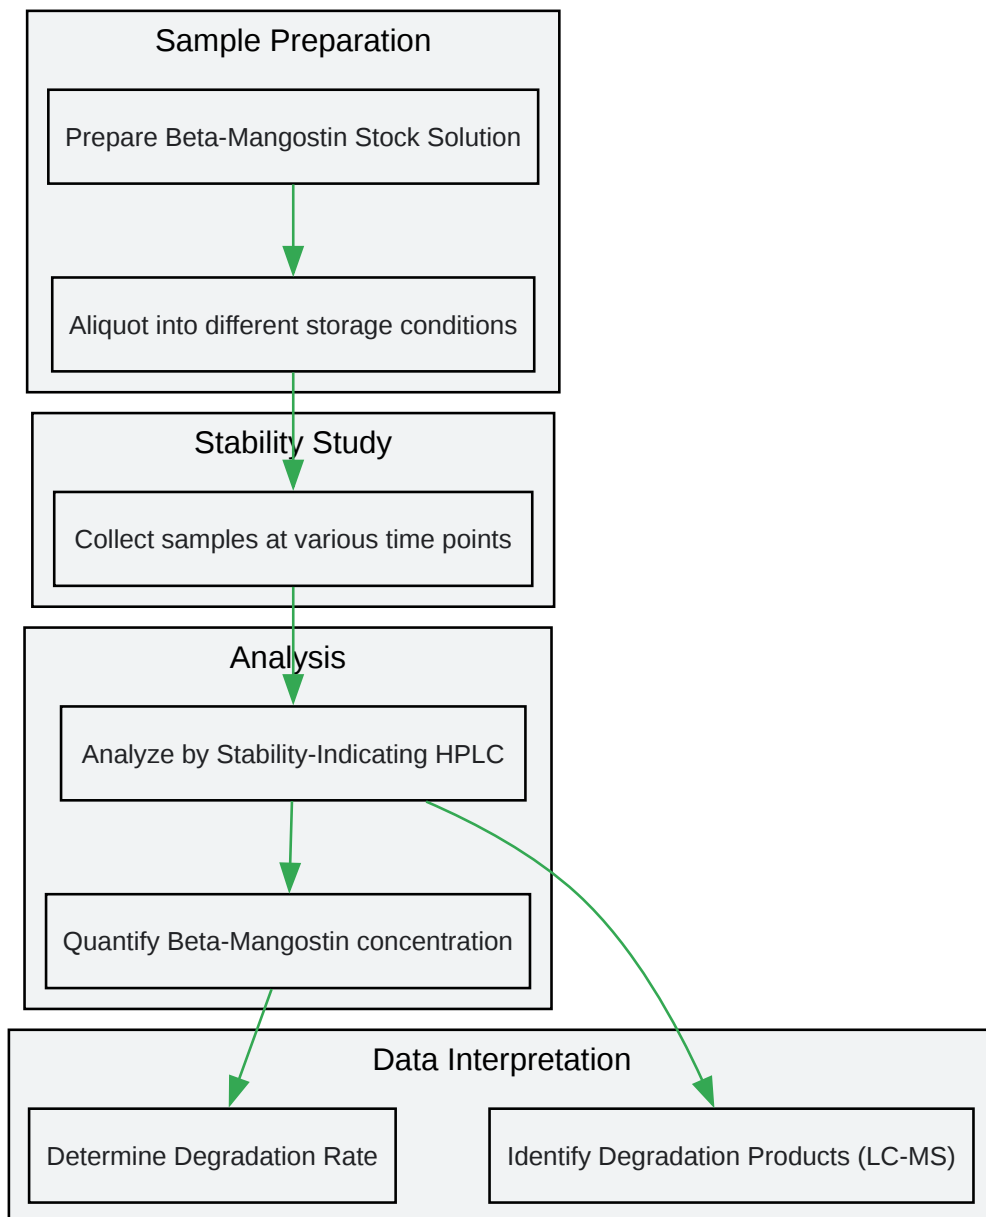 Sample Preparation
Prepare Beta-Mangostin Stock Solution
Aliquot into different storage conditions
Stability Study
Collect samples at various time points
Analysis
Analyze by Stability-Indicating HPLC
Quantify Beta-Mangostin concentration
Data Interpretation
Determine Degradation Rate
Identify Degradation Products (LC-MS)